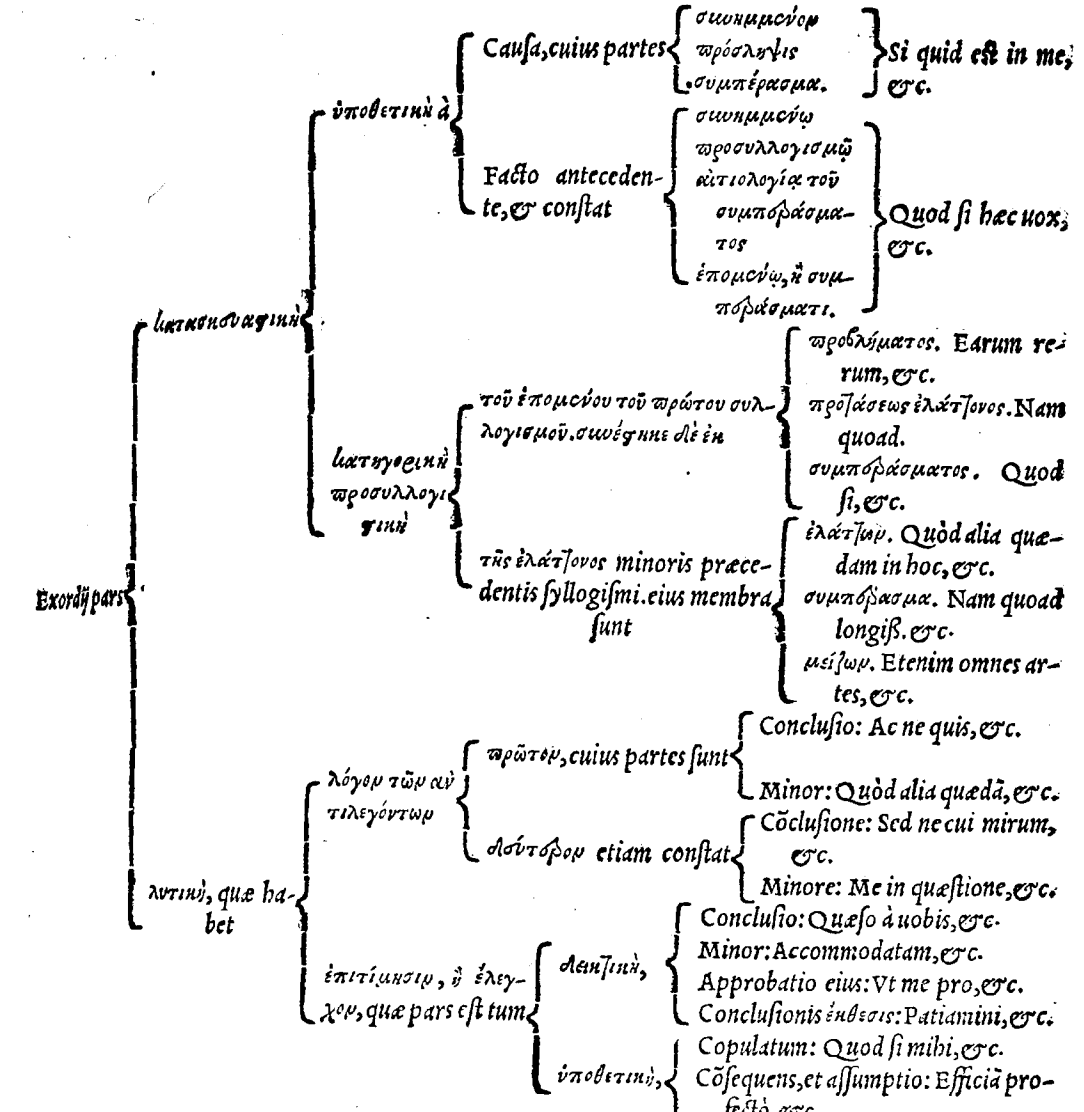 Exordij pars
κατασκευαστικὴ
ὑποθετικὴ à
Cauſa, cuius partes
συνημμένον
πρόσληψις
συμπέρασμα.
Si quid eſt in me,
&c.
Facto anteceden-
te, & conſtat
συνημμένῳ
προσυλλογισμῷ
αἰτιολογίᾳ τοῦ
συμπεράσμα-
τος
ἑπομένῳ, ἢ συμ-
περάσματι.
Quod ſi hæc uox,
&c.
κατηγορικὴ
προσυλλογι
στικὴ
τοῦ ἑπομένου τοῦ πρώτου συλ-
λογισμοῦ. συνέστηκε δὲ ἐκ
προβλήματος. Earum re-
rum, &c.
προτάσεως ἐλάττονος. Nam
quoad.
συμπεράσματος. Quod
ſi, &c.
τῆς ἐλάττονος minoris præce-
dentis ſyllogiſmi. eius membra
ſunt
ἐλάττων. Quòd alia quæ-
dam in hoc, &c.
συμπέρασμα. Nam quoad
longiß. &c.
μείζων. Etenim omnes ar-
tes, &c.
λυτικὴ, quæ ha-
bet
λόγον τῶν ἀν
τιλεγόντων
πρῶτον, cuius partes ſunt
Concluſio: Ac ne quis, &c.
Minor: Quòd alia quædã, &c.
δεύτερον etiam conſtat
Cõcluſione: Sed ne cui mirum,
&c.
Minore: Me in quæſtione, &c.
ἐπιτίμησιν, ἢ ἔλεγ-
χον, quæ pars eſt tum
δεικτικὴ,
Concluſio: Quæſo à uobis, &c.
Minor: Accommodatam, &c.
Approbatio eius: Vt me pro, &c.
Concluſionis ἔκθεσις: Patiamini, &c.
ὑποθετικὴ,
Copulatum: Quod ſi mihi, &c.
Cõſequens, et aſſumptio: Efficiã pro-
fectò, &c.